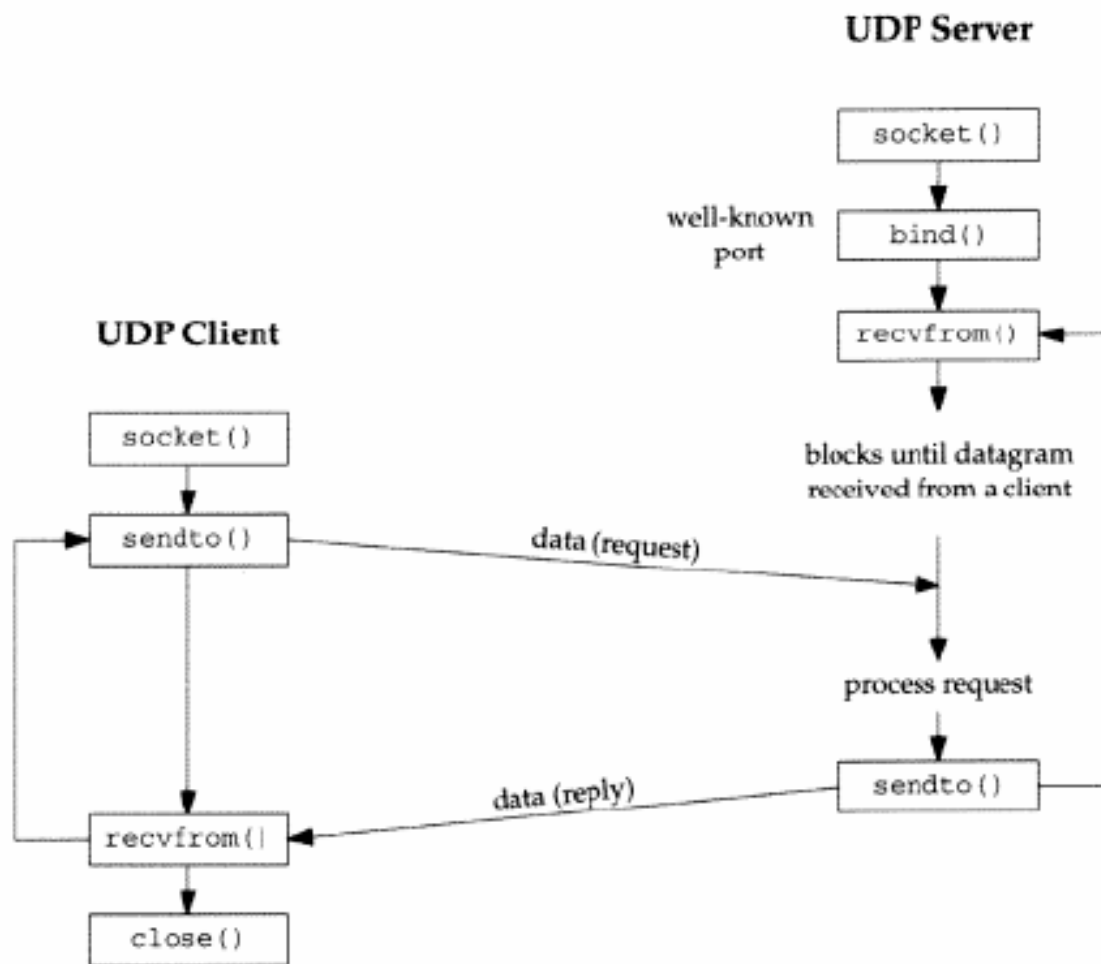 UDP Server
socket()
well-known
port
bind()
UDP Client
recvfrom()
socket()
blocks until datagram
received from a client
sendto()
data (request)
process request
data (reply)
sendto()
recvfrom()
close()